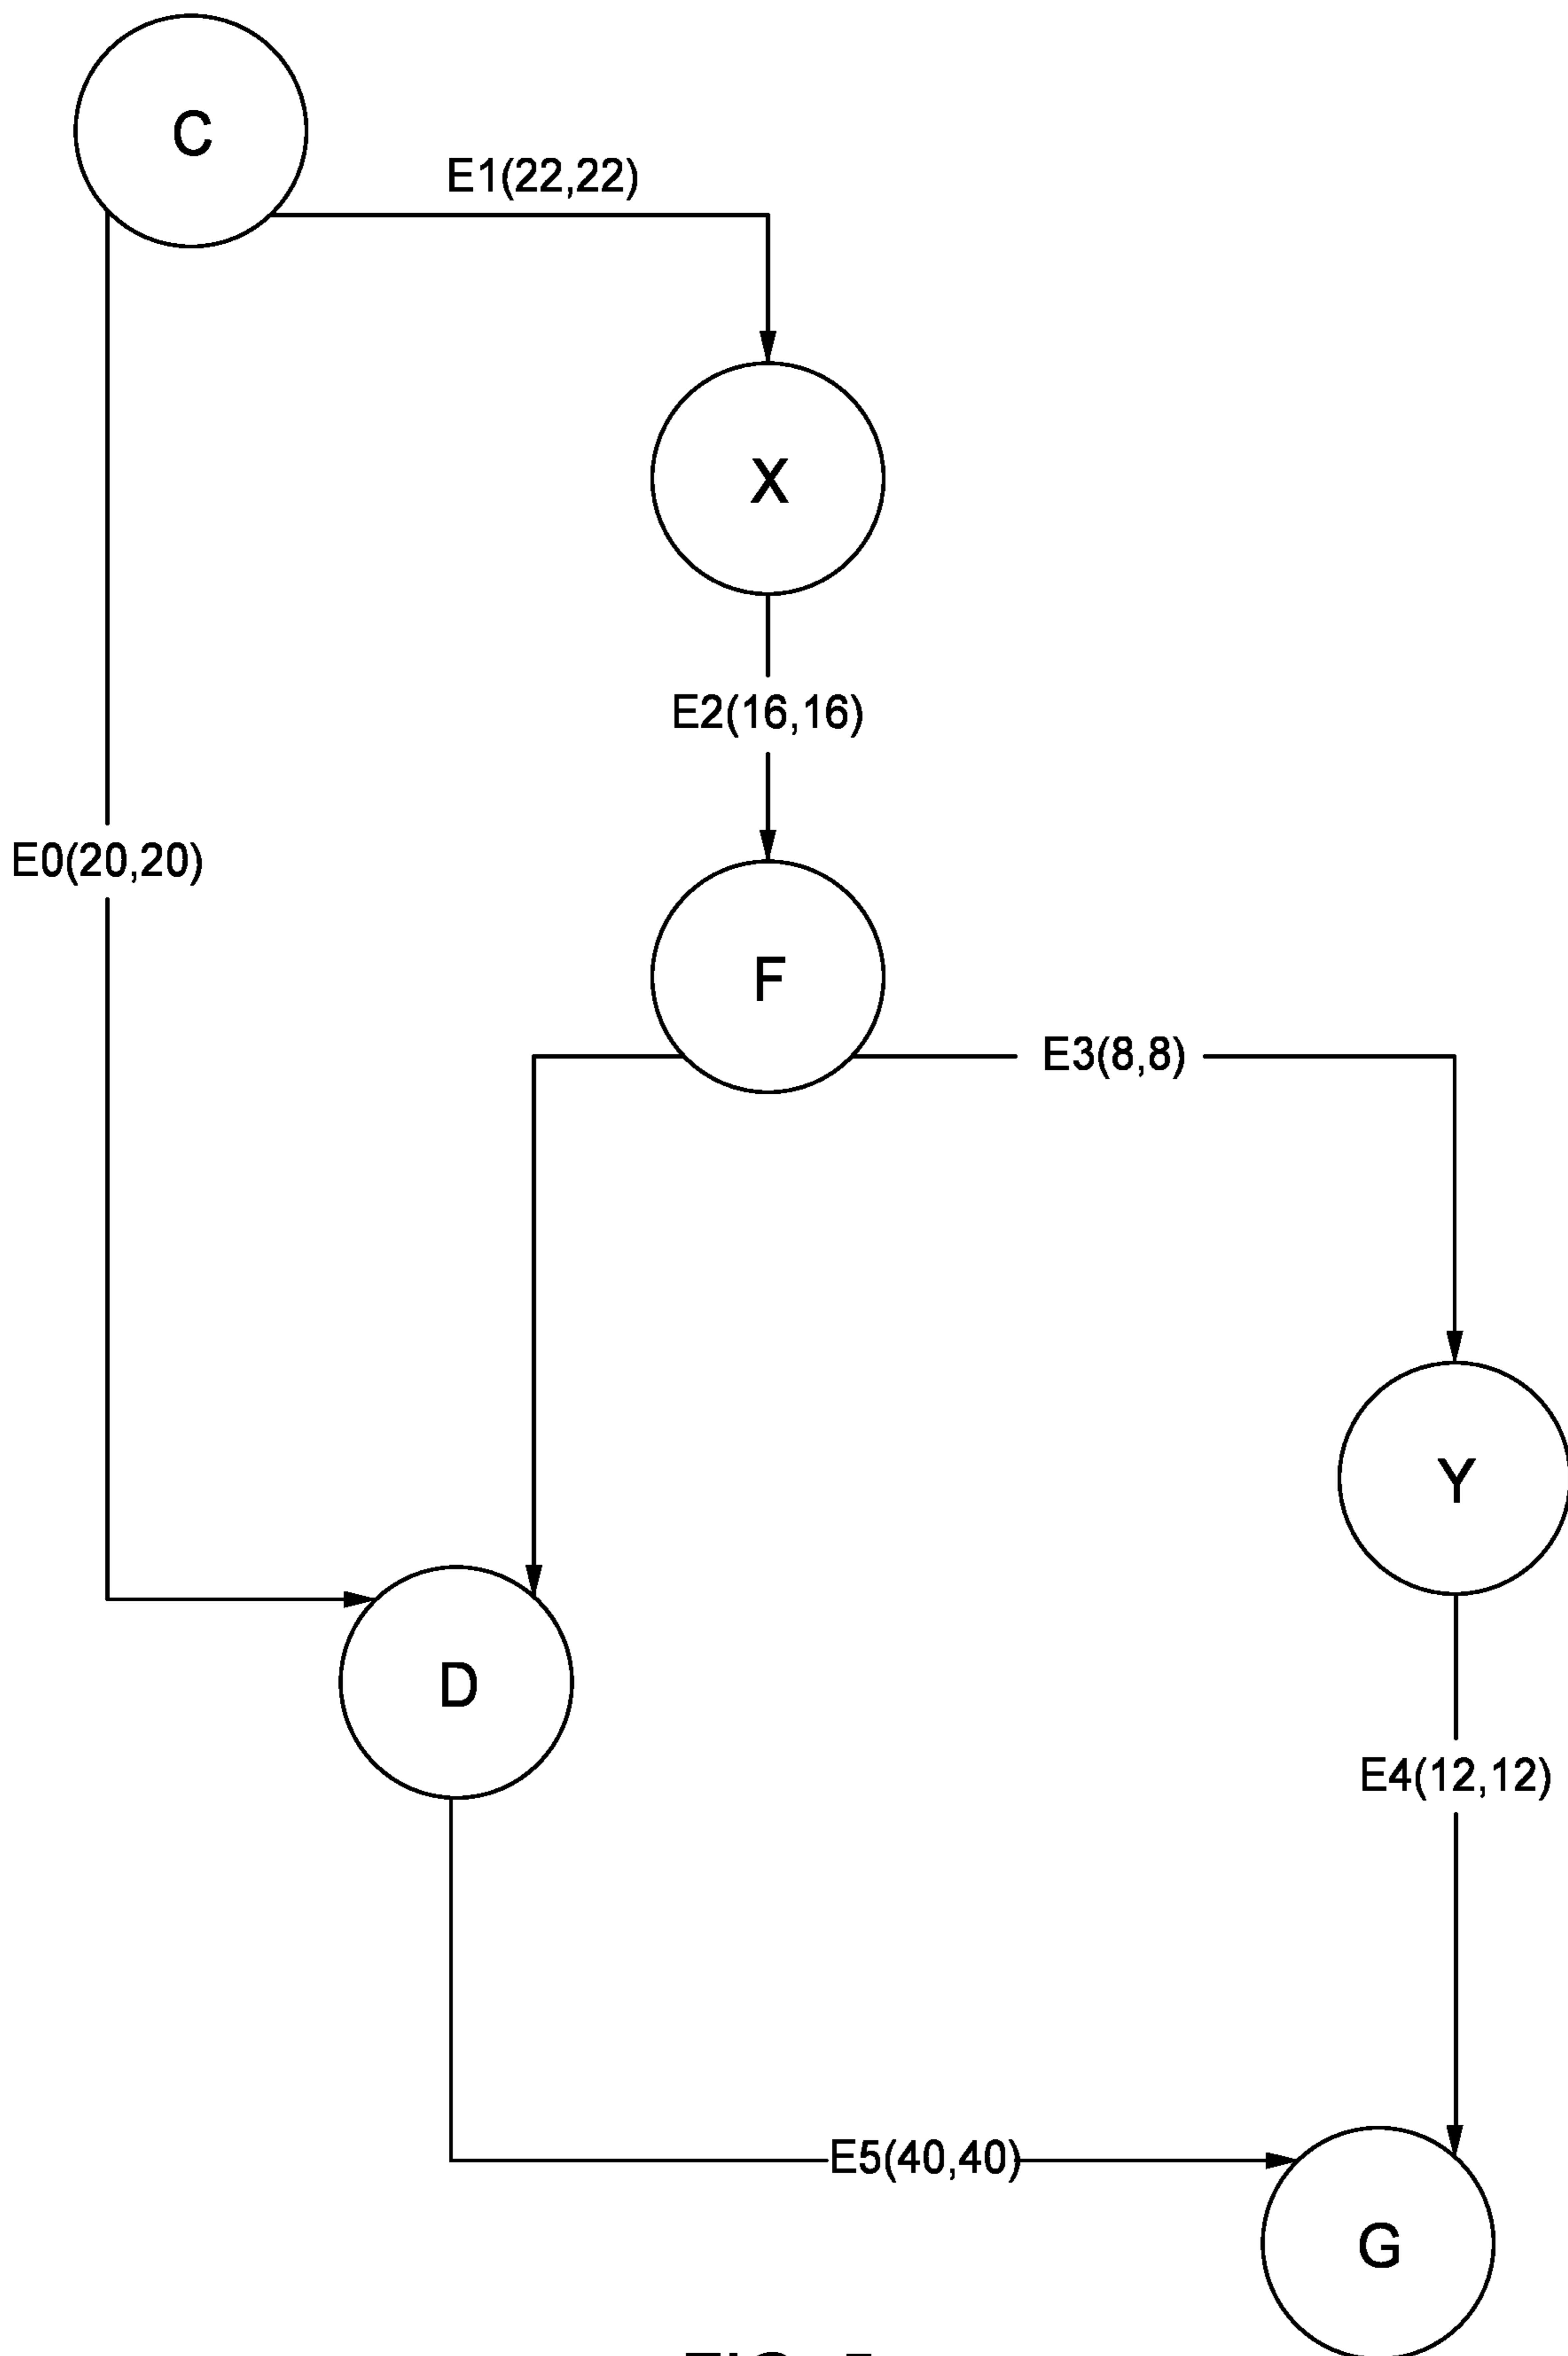 C
E1(22,22)
X
E2(16,16)
E0(20,20)
F
E3(8,8)
Y
D
E4(12,12)
E5(40,40)
G